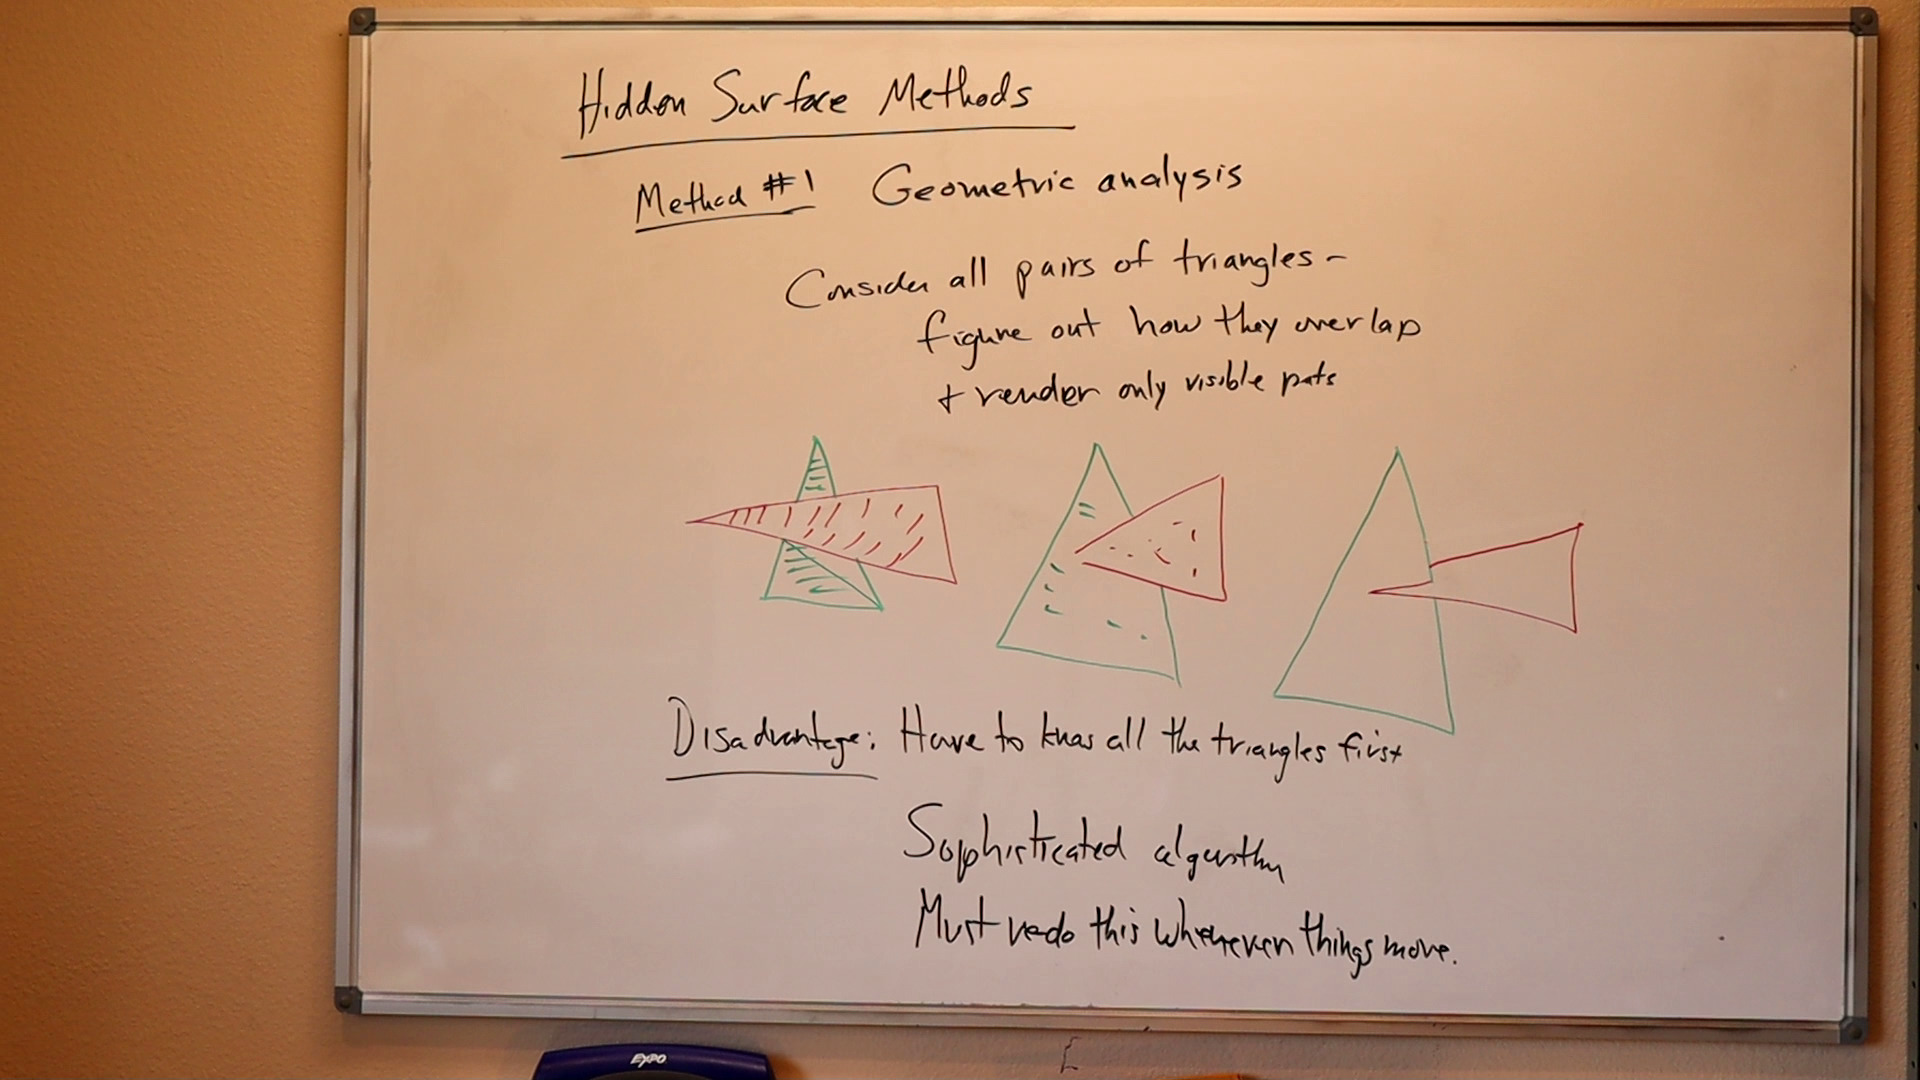 Hidden Surface Methods
Method #1 Geometric analysis
Consider all pairs of triangles -
figure out how they overlap
+ render only visible parts
Disadvantage: Have to know all the triangles first
Sophisticated algorithm
Must redo this whenever things move.
EXPO